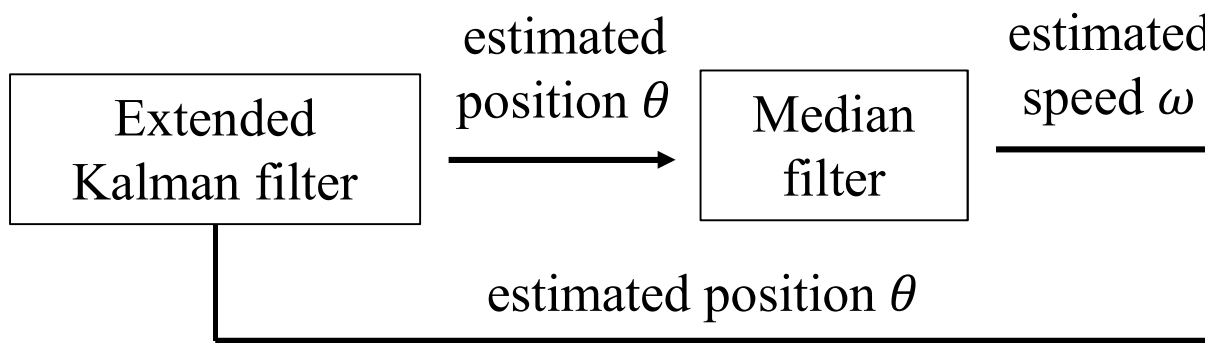 estimated
position θ
estimated
speed ω
Extended
Kalman filter
Median
filter
estimated position θ